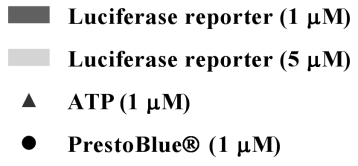 Luciferase reporter (1 μM)
Luciferase reporter (5 μM)
ATP (1 μM)
PrestoBlue® (1 μM)